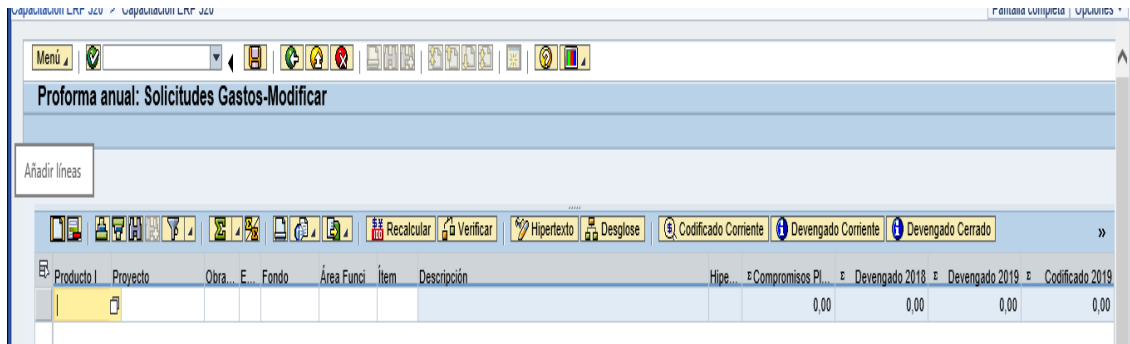 Capacitación ERP 320 > Capacitación ERP 320
Pantalla completa Opciones
Menú
Proforma anual: Solicitudes Gastos-Modificar
Añadir líneas
Recalcular Verificar Hipertexto Desglose Codificado Corriente Devengado Corriente Devengado Cerrado »
Producto I Proyecto Obra... E... Fondo Área Funci Ítem Descripción Hipe... ΣCompromisos Pl... Σ Devengado 2018 Σ Devengado 2019 Σ Codificado 2019
0,00 0,00 0,00 0,00